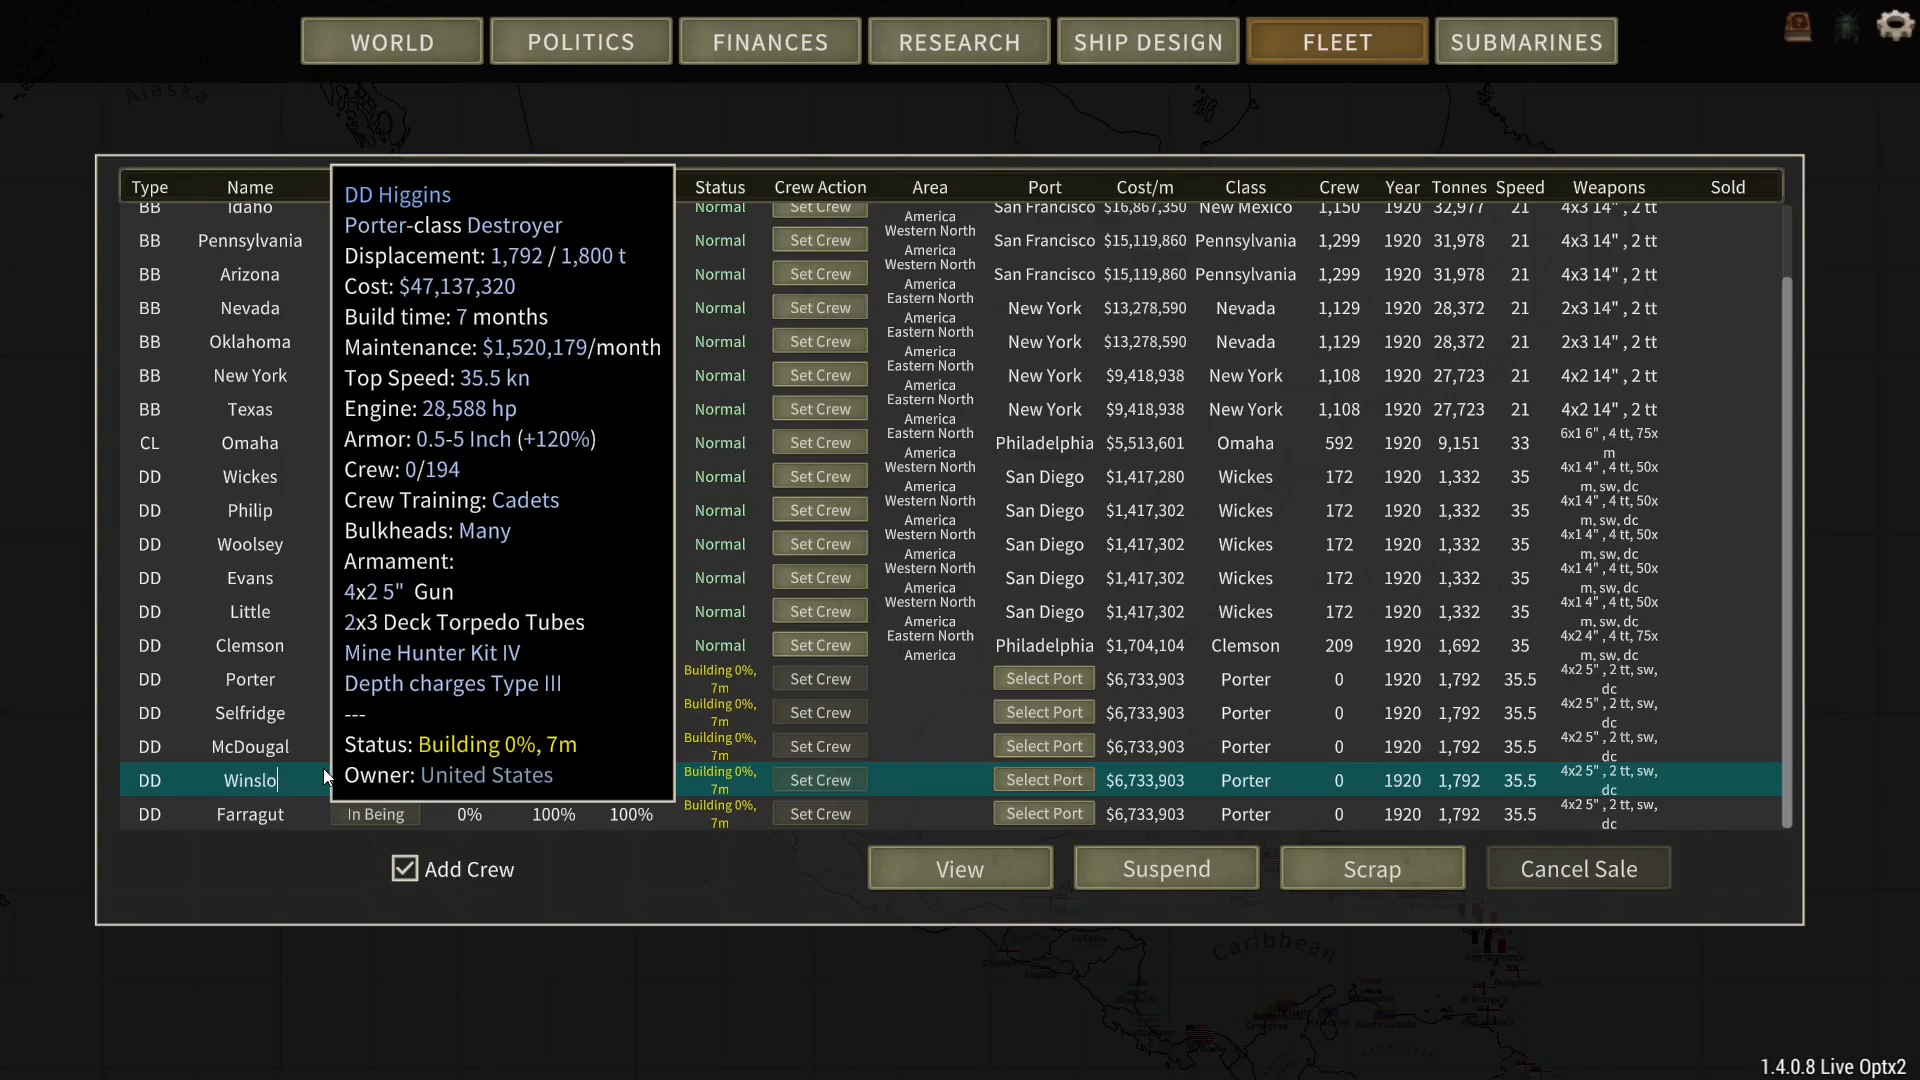 WORLD POLITICS FINANCES RESEARCH SHIP DESIGN FLEET SUBMARINES
Alaska
Type Name Status Crew Action Area Port Cost/m Class Crew Year Tonnes Speed Weapons Sold
BB Idaho Normal Set Crew America San Francisco $16,867,350 New Mexico 1,150 1920 32,977 21 4x3 14" , 2 tt
BB Pennsylvania Normal Set Crew Western North America San Francisco $15,119,860 Pennsylvania 1,299 1920 31,978 21 4x3 14" , 2 tt
BB Arizona Normal Set Crew Western North America San Francisco $15,119,860 Pennsylvania 1,299 1920 31,978 21 4x3 14" , 2 tt
BB Nevada Normal Set Crew Eastern North America New York $13,278,590 Nevada 1,129 1920 28,372 21 2x3 14" , 2 tt
BB Oklahoma Normal Set Crew Eastern North America New York $13,278,590 Nevada 1,129 1920 28,372 21 2x3 14" , 2 tt
BB New York Normal Set Crew Eastern North America New York $9,418,938 New York 1,108 1920 27,723 21 4x2 14" , 2 tt
BB Texas Normal Set Crew Eastern North America New York $9,418,938 New York 1,108 1920 27,723 21 4x2 14" , 2 tt
CL Omaha Normal Set Crew Eastern North America Philadelphia $5,513,601 Omaha 592 1920 9,151 33 6x1 6" , 4 tt, 75x m
DD Wickes Normal Set Crew Western North America San Diego $1,417,280 Wickes 172 1920 1,332 35 4x1 4" , 4 tt, 50x m, sw, dc
DD Philip Normal Set Crew Western North America San Diego $1,417,302 Wickes 172 1920 1,332 35 4x1 4" , 4 tt, 50x m, sw, dc
DD Woolsey Normal Set Crew Western North America San Diego $1,417,302 Wickes 172 1920 1,332 35 4x1 4" , 4 tt, 50x m, sw, dc
DD Evans Normal Set Crew Western North America San Diego $1,417,302 Wickes 172 1920 1,332 35 4x1 4" , 4 tt, 50x m, sw, dc
DD Little Normal Set Crew Western North America San Diego $1,417,302 Wickes 172 1920 1,332 35 4x1 4" , 4 tt, 50x m, sw, dc
DD Clemson Normal Set Crew Eastern North America Philadelphia $1,704,104 Clemson 209 1920 1,692 35 4x2 4" , 4 tt, 75x m, sw, dc
DD Porter Building 0%, 7m Set Crew Select Port $6,733,903 Porter 0 1920 1,792 35.5 4x2 5" , 2 tt, sw, dc
DD Selfridge Building 0%, 7m Set Crew Select Port $6,733,903 Porter 0 1920 1,792 35.5 4x2 5" , 2 tt, sw, dc
DD McDougal Building 0%, 7m Set Crew Select Port $6,733,903 Porter 0 1920 1,792 35.5 4x2 5" , 2 tt, sw, dc
DD Winslo Building 0%, 7m Set Crew Select Port $6,733,903 Porter 0 1920 1,792 35.5 4x2 5" , 2 tt, sw, dc
DD Farragut In Being 0% 100% 100% Building 0%, 7m Set Crew Select Port $6,733,903 Porter 0 1920 1,792 35.5 4x2 5" , 2 tt, sw, dc
DD Higgins
Porter-class Destroyer
Displacement: 1,792 / 1,800 t
Cost: $47,137,320
Build time: 7 months
Maintenance: $1,520,179/month
Top Speed: 35.5 kn
Engine: 28,588 hp
Armor: 0.5-5 Inch (+120%)
Crew: 0/194
Crew Training: Cadets
Bulkheads: Many
Armament:
4x2 5" Gun
2x3 Deck Torpedo Tubes
Mine Hunter Kit IV
Depth charges Type III
---
Status: Building 0%, 7m
Owner: United States
Add Crew View Suspend Scrap Cancel Sale
Caribbean
1.4.0.8 Live Optx2